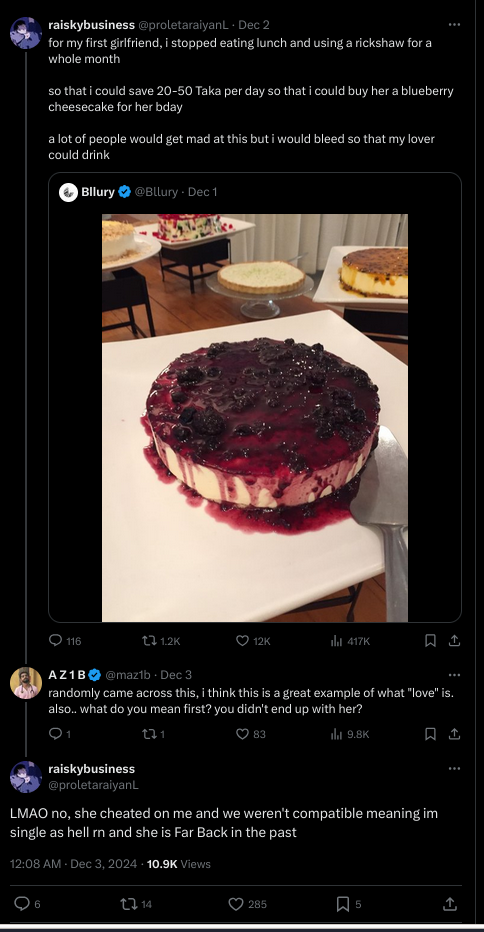 raiskybusiness @proletaraiyanL · Dec 2
for my first girlfriend, i stopped eating lunch and using a rickshaw for a
whole month
so that i could save 20-50 Taka per day so that i could buy her a blueberry
cheesecake for her bday
a lot of people would get mad at this but i would bleed so that my lover
could drink
Bllury @Bllury · Dec 1
116 1.2K 12K 417K
A Z 1 B @maz1b · Dec 3
randomly came across this, i think this is a great example of what "love" is.
also.. what do you mean first? you didn't end up with her?
1 1 83 9.8K
raiskybusiness
@proletaraiyanL
LMAO no, she cheated on me and we weren't compatible meaning im
single as hell rn and she is Far Back in the past
12:08 AM · Dec 3, 2024 · 10.9K Views
6 14 285 5